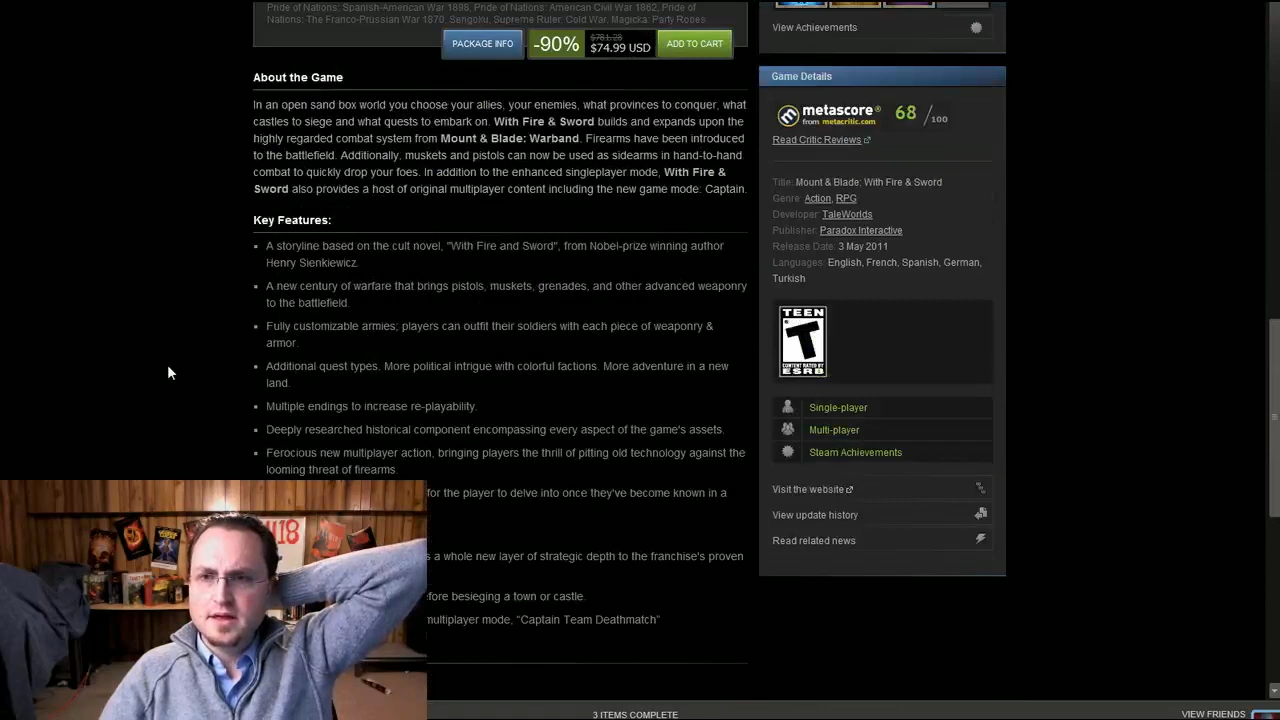 Nations: Spanish-American War 1898, Pride of Nations: American Civil War 1862, Pride of
Nations: The Franco-Prussian War 1870, Sengoku, Supreme Ruler: Cold War, Magicka: Party Robes
PACKAGE INFO
-90%
$781.28
$74.99 USD
ADD TO CART
About the Game
In an open sand box world you choose your allies, your enemies, what provinces to conquer, what
castles to siege and what quests to embark on. With Fire & Sword builds and expands upon the
highly regarded combat system from Mount & Blade: Warband. Firearms have been introduced
to the battlefield. Additionally, muskets and pistols can now be used as sidearms in hand-to-hand
combat to quickly drop your foes. In addition to the enhanced singleplayer mode, With Fire &
Sword also provides a host of original multiplayer content including the new game mode: Captain.
Key Features:
A storyline based on the cult novel, "With Fire and Sword", from Nobel-prize winning author
Henry Sienkiewicz.
A new century of warfare that brings pistols, muskets, grenades, and other advanced weaponry
to the battlefield.
Fully customizable armies; players can outfit their soldiers with each piece of weaponry &
armor.
Additional quest types. More political intrigue with colorful factions. More adventure in a new
land.
Multiple endings to increase re-playability.
Deeply researched historical component encompassing every aspect of the game's assets.
Ferocious new multiplayer action, bringing players the thrill of pitting old technology against the
looming threat of firearms.
for the player to delve into once they've become known in a
s a whole new layer of strategic depth to the franchise's proven
efore besieging a town or castle.
multiplayer mode, “Captain Team Deathmatch”
View Achievements
Game Details
metascore®
from metacritic.com
68 /100
Read Critic Reviews
Title: Mount & Blade: With Fire & Sword
Genre: Action, RPG
Developer: TaleWorlds
Publisher: Paradox Interactive
Release Date: 3 May 2011
Languages: English, French, Spanish, German,
Turkish
TEEN
T
CONTENT RATED BY
ESRB
Single-player
Multi-player
Steam Achievements
Visit the website
View update history
Read related news
3 ITEMS COMPLETE
VIEW FRIENDS